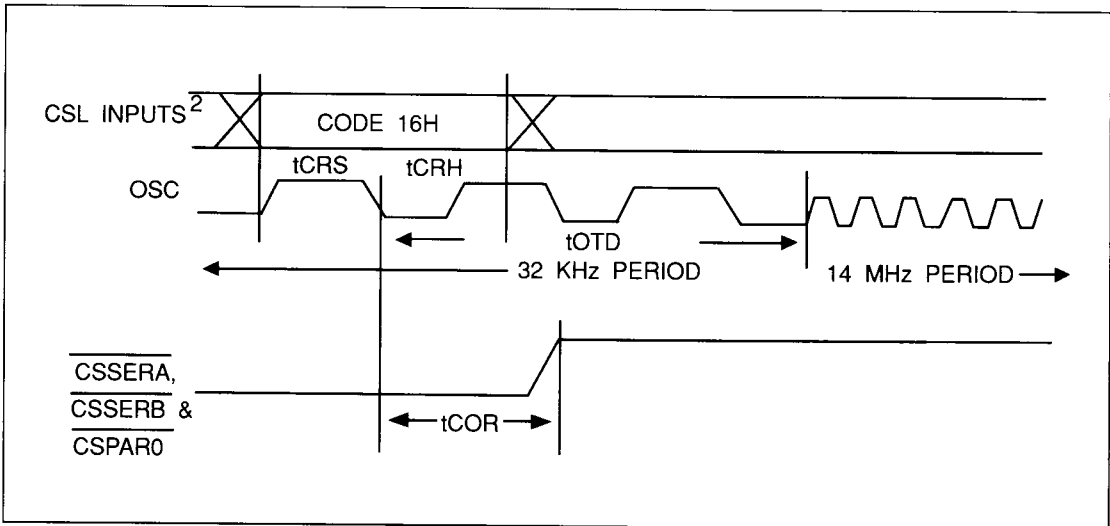 CSL INPUTS2
CODE 16H
tCRS
tCRH
OSC
tOTD
32 KHz PERIOD
14 MHz PERIOD
CSSERA,
CSSERB &
CSPAR0
tCOR